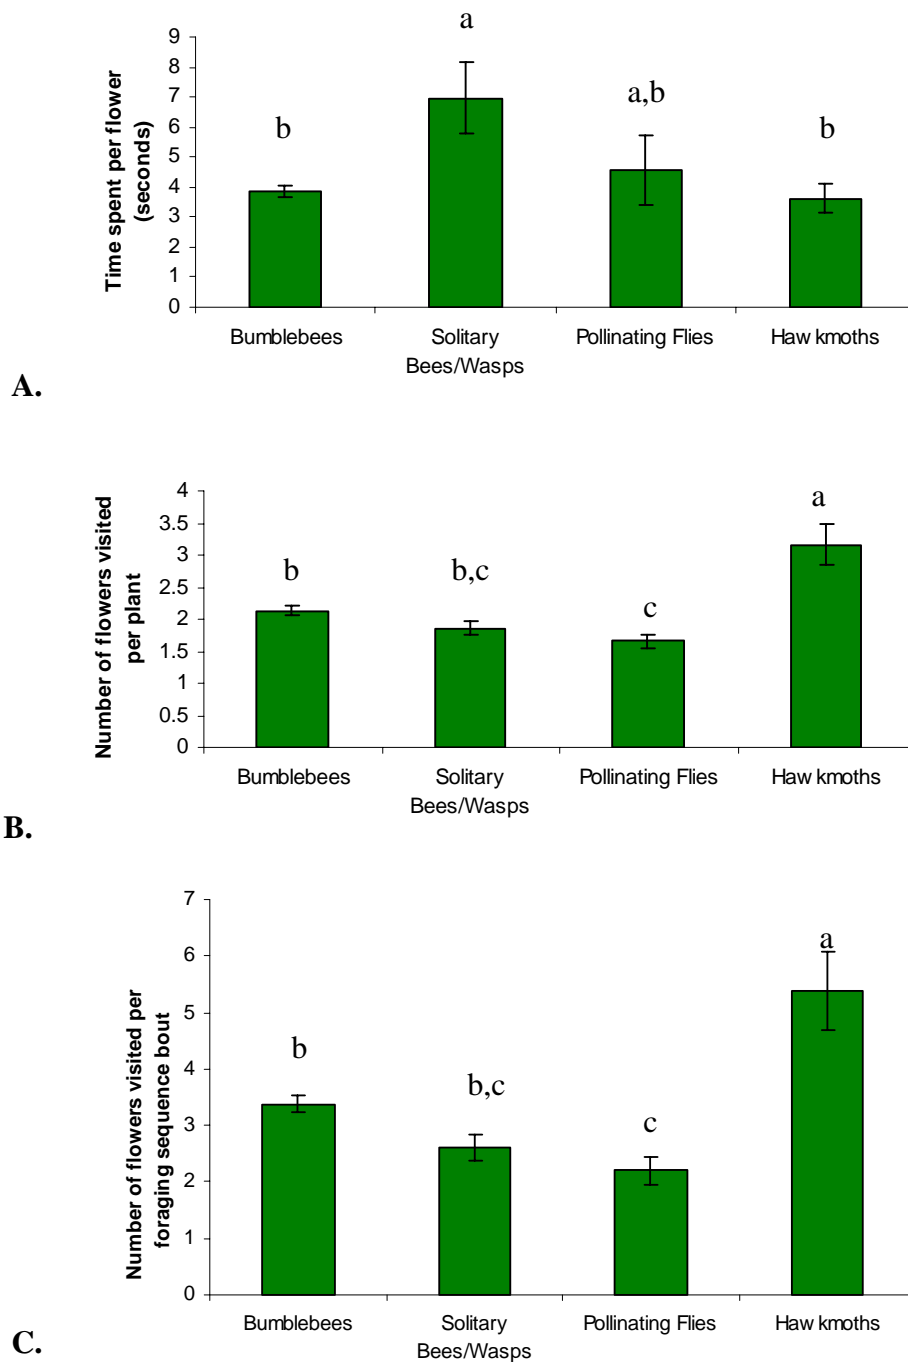 a
9
8
7
a,b
6
b
b
5
4
3
2
1
0
Time spent per flower
(seconds)
Bumblebees
Solitary
Bees/Wasps
Pollinating Flies
Haw kmoths
A.
4
a
3.5
3
b
b,c
2.5
c
2
1.5
1
0.5
0
Number of flowers visited
per plant
Bumblebees
Solitary
Bees/Wasps
Pollinating Flies
Haw kmoths
B.
7
a
6
5
b
4
b,c
c
3
2
1
0
Number of flowers visited per
foraging sequence bout
Bumblebees
Solitary
Bees/Wasps
Pollinating Flies
Haw kmoths
C.